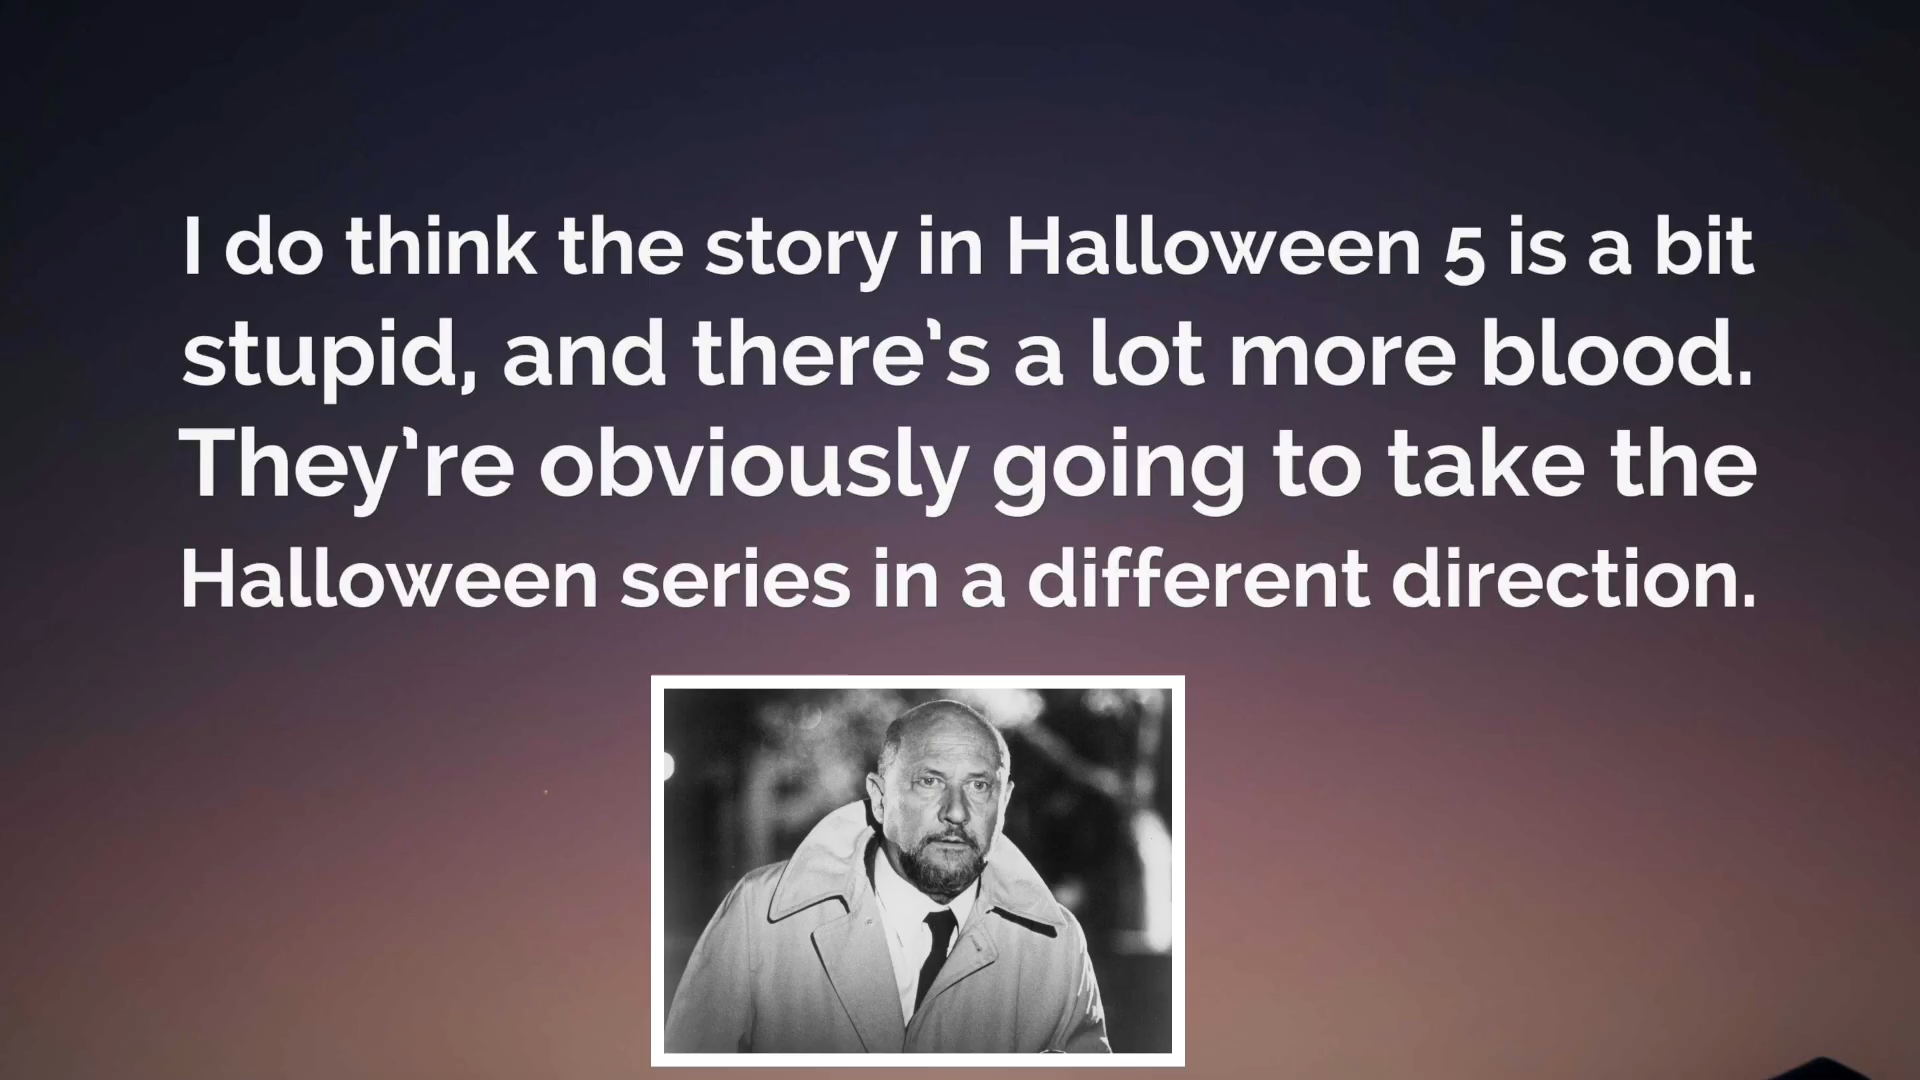 I do think the story in Halloween 5 is a bit
stupid, and there’s a lot more blood.
They’re obviously going to take the
Halloween series in a different direction.